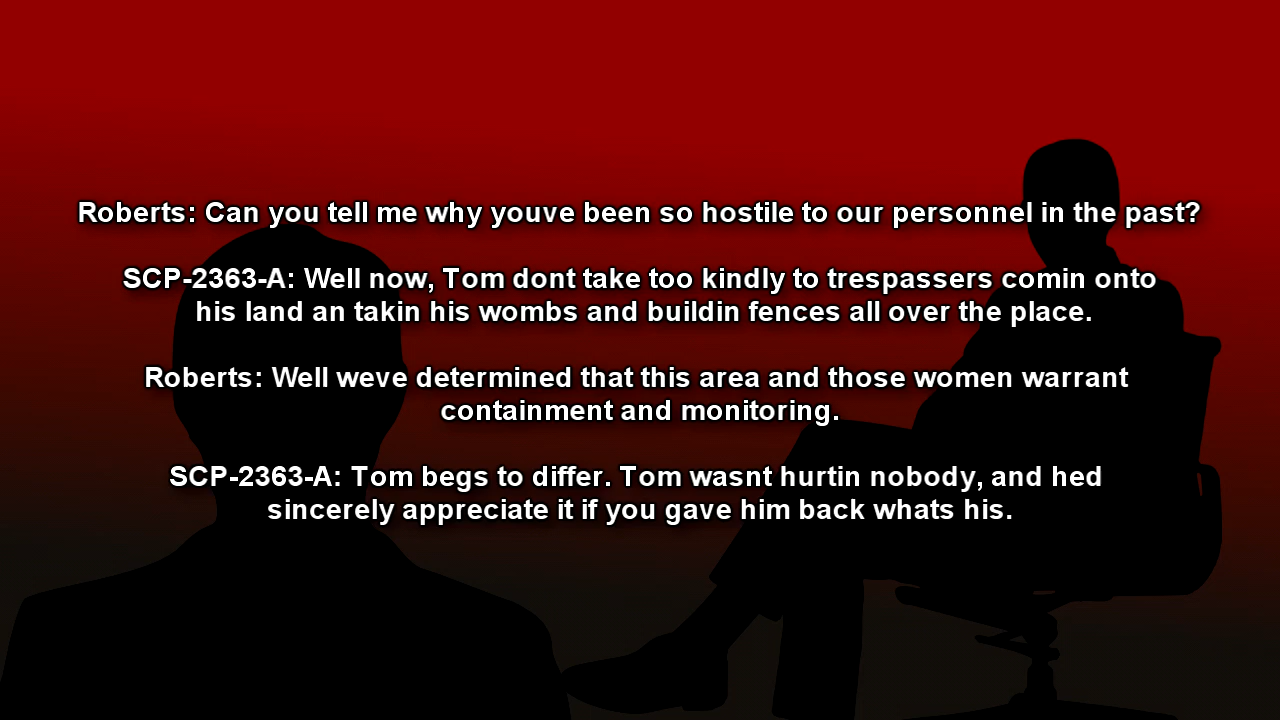 Roberts: Can you tell me why youve been so hostile to our personnel in the past?
SCP-2363-A: Well now, Tom dont take too kindly to trespassers comin onto
his land an takin his wombs and buildin fences all over the place.
Roberts: Well weve determined that this area and those women warrant
containment and monitoring.
SCP-2363-A: Tom begs to differ. Tom wasnt hurtin nobody, and hed
sincerely appreciate it if you gave him back whats his.